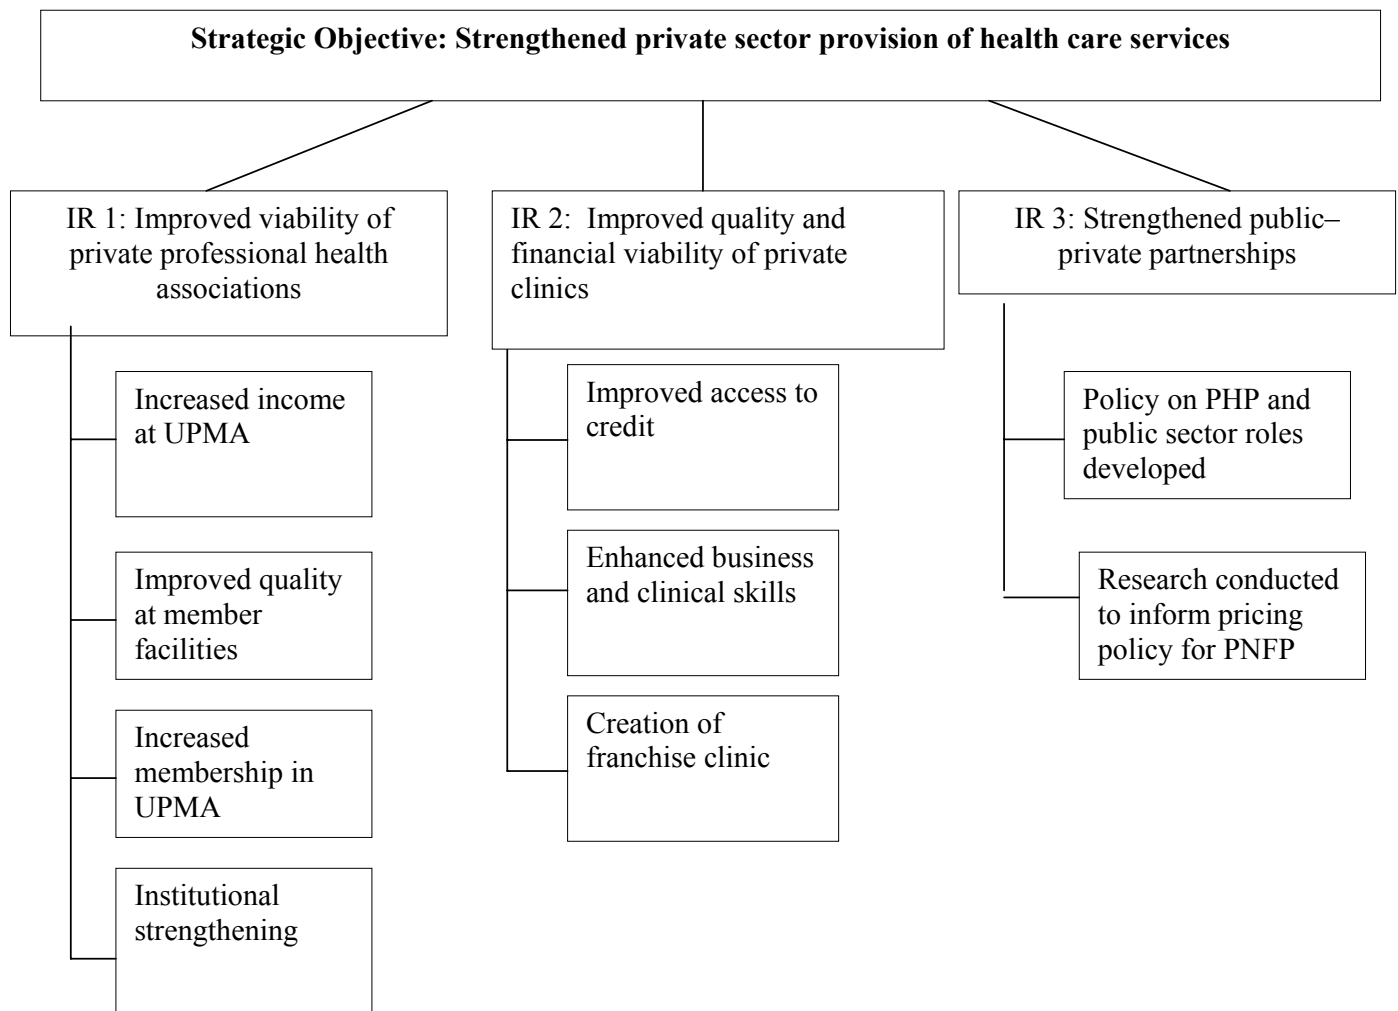 Strategic Objective: Strengthened private sector provision of health care services
IR 1: Improved viability of
private professional health
associations
Increased income
at UPMA
Improved quality
at member
facilities
Increased
membership in
UPMA
Institutional
strengthening
IR 2:  Improved quality and
financial viability of private
clinics
Improved access to
credit
Enhanced business
and clinical skills
Creation of
franchise clinic
IR 3: Strengthened public–
private partnerships
Policy on PHP and
public sector roles
developed
Research conducted
to inform pricing
policy for PNFP